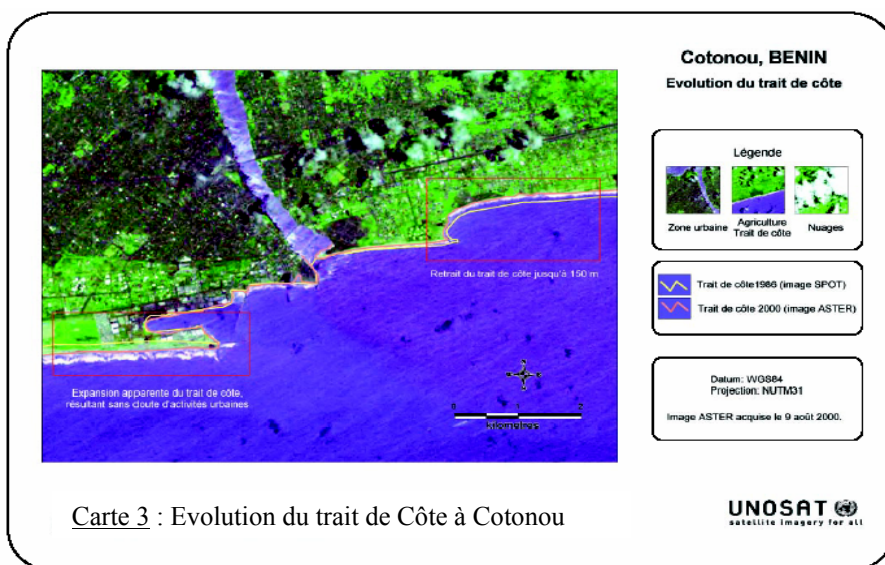 Cotonou, BENIN
Evolution du trait de côte
Légende
Zone urbaine
Agriculture
Trait de côte
Nuages
Retrait du trait de côte jusqu'à 150 m
Trait de côte1986 (image SPOT)
Trait de côte 2000 (image ASTER)
Expansion apparente du trait de côte,
résultant sans doute d'activités urbaines
0 1 2
kilometres
Datum: WGS84
Projection: NUTM31
Image ASTER acquise le 9 août 2000.
Carte 3 : Evolution du trait de Côte à Cotonou
UNOSAT
satellite imagery for all